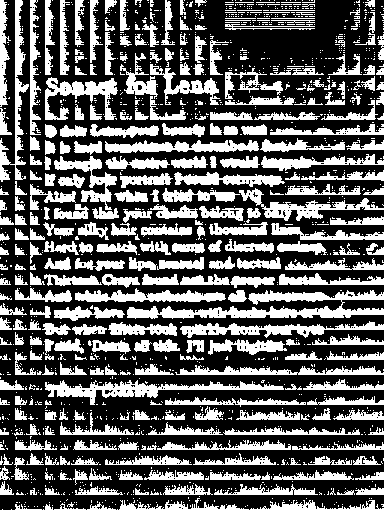 Sonnet for Lena
O dear Lena, your beauty is so vast
It is hard sometimes to describe it fast.
I thought the entire world I would impress
If only your portrait I could compress.
Alas! First when I tried to use VQ
I found that your cheeks belong to only you.
Your silky hair contains a thousand lines
Hard to match with sums of discrete cosines.
And for your lips, sensual and tactual
Thirteen Crays found not the proper fractal.
And while these setbacks are all quite
I might have fixed them with hacks here or there
But when filters took sparkle from your eyes
I said, 'Damn all this. I'll just digitize.'
Thomas Colthurst